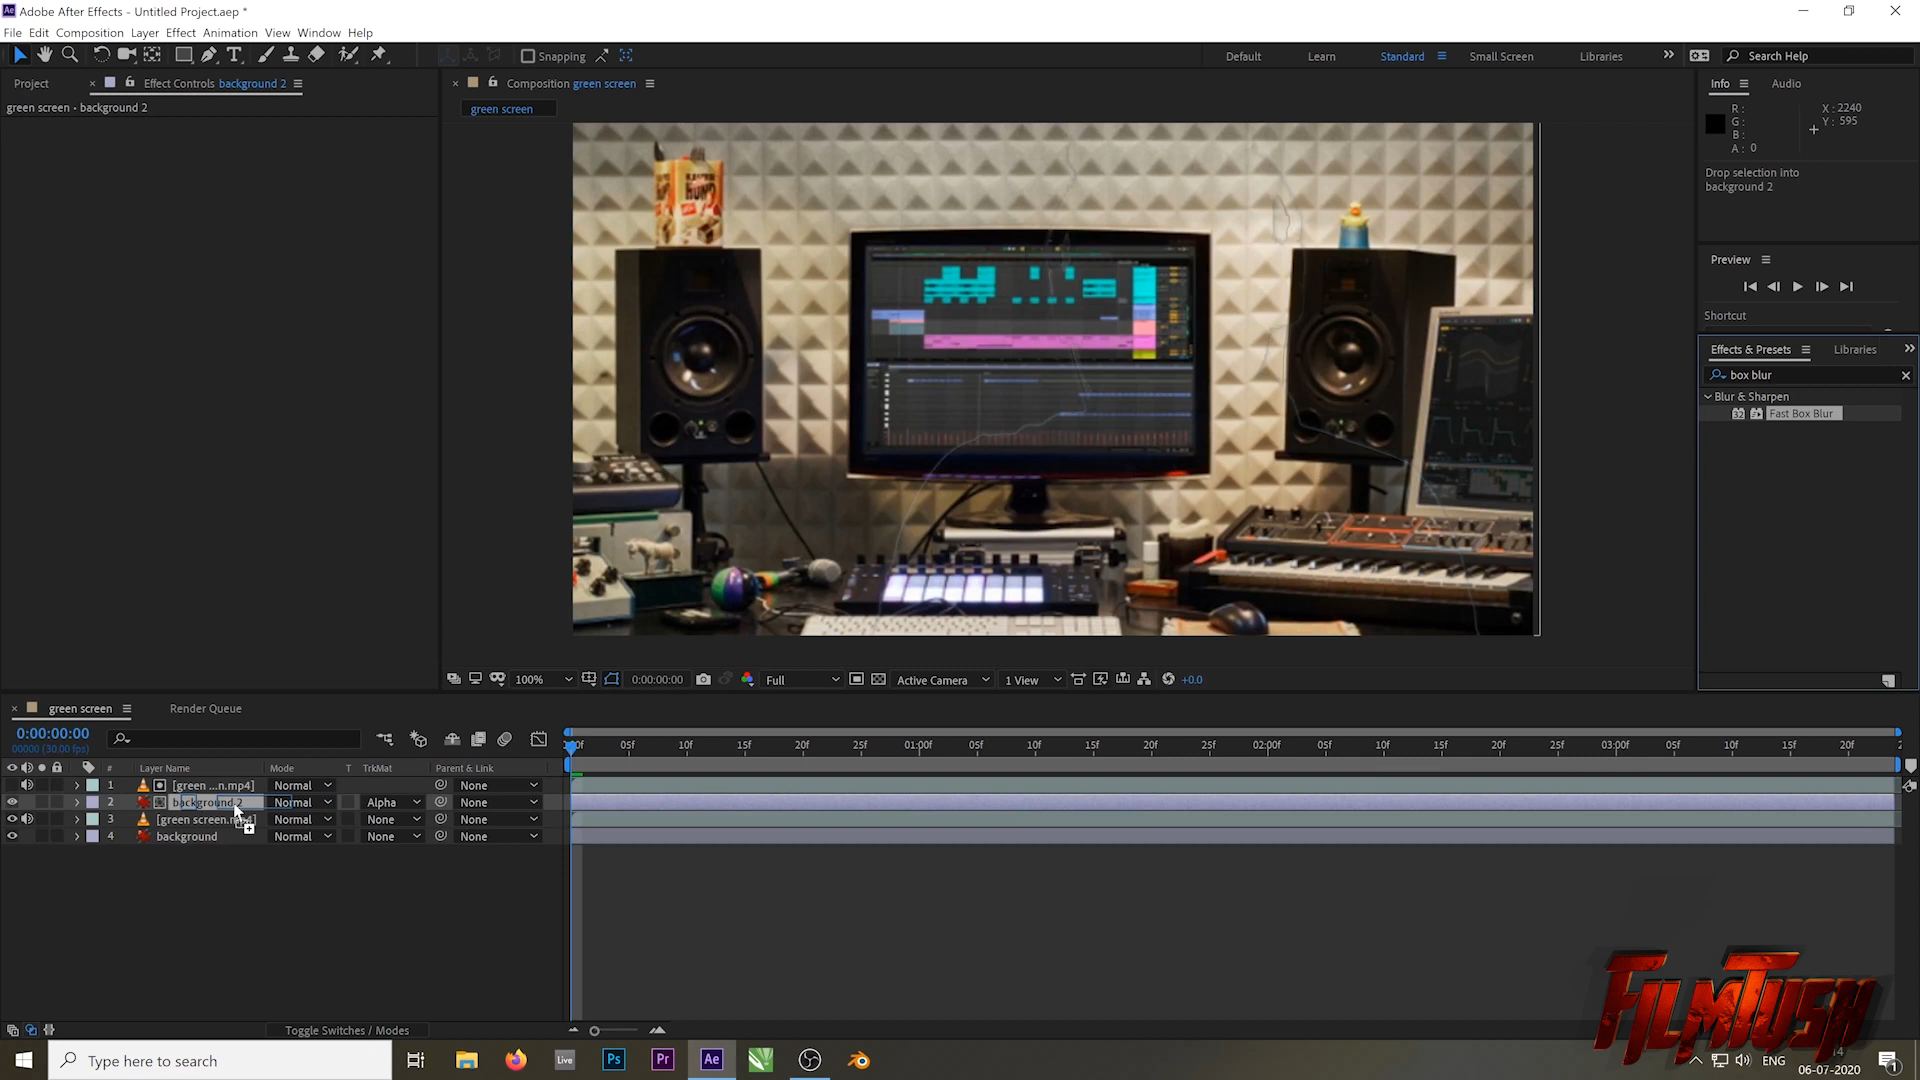 Adobe After Effects - Untitled Project.aep *
File Edit Composition Layer Effect Animation View Window Help
Snapping
Default Learn Standard Small Screen Libraries Search Help
Project Effect Controls background 2
green screen • background 2
Composition green screen
green screen
Info Audio
R :
G :
B :
A : 0
X : 2240
Y : 595
Drop selection into
background 2
Preview
Shortcut
Effects & Presets Libraries
box blur
Blur & Sharpen
32 Fast Box Blur
100% 0:00:00:00 Full Active Camera 1 View +0.0
green screen Render Queue
0:00:00:00
00000 (30.00 fps)
05f 10f 15f 20f 25f 01:00f 05f 10f 15f 20f 25f 02:00f 05f 10f 15f 20f 25f 03:00f 05f 10f 15f 20f
# Layer Name Mode T TrkMat Parent & Link
1 [green ...n.mp4] Normal None
2 background 2 Normal Alpha None
3 [green screen.mp4] Normal None None
4 background Normal None None
Toggle Switches / Modes
FilmTush
Type here to search
Live Ps Pr Ae
ENG
06-07-2020
1